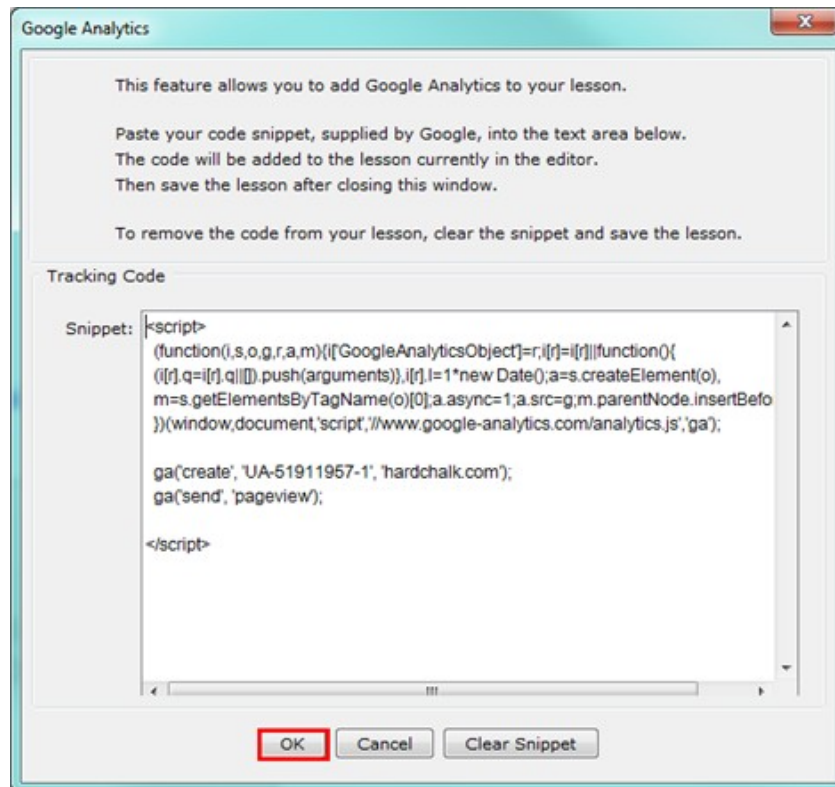 Google Analytics
This feature allows you to add Google Analytics to your lesson.
Paste your code snippet, supplied by Google, into the text area below.
The code will be added to the lesson currently in the editor.
Then save the lesson after closing this window.
To remove the code from your lesson, clear the snippet and save the lesson.
Tracking Code
Snippet:
<script>
(function(i,s,o,g,r,a,m){i['GoogleAnalyticsObject']=r;i[r]=i[r]||function(){
(i[r].q=i[r].q||[]).push(arguments)},i[r].l=1*new Date();a=s.createElement(o),
m=s.getElementsByTagName(o)[0];a.async=1;a.src=g;m.parentNode.insertBefo
})(window,document,'script','//www.google-analytics.com/analytics.js','ga');
ga('create', 'UA-51911957-1', 'hardchalk.com');
ga('send', 'pageview');
</script>
OK Cancel Clear Snippet